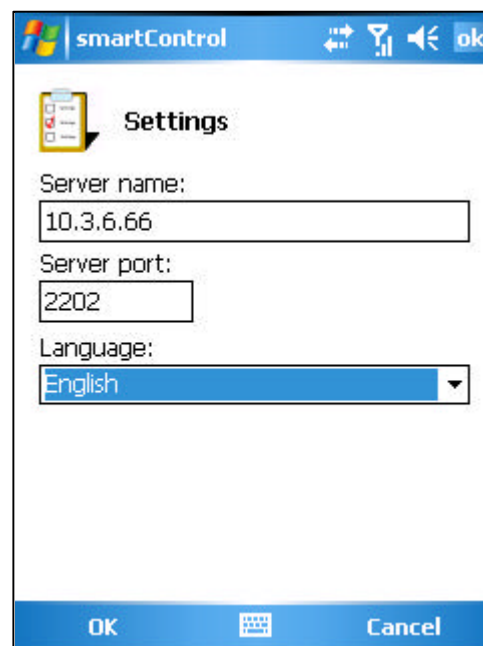 smartControl ok
Settings
Server name:
10.3.6.66
Server port:
2202
Language:
English
OK Cancel